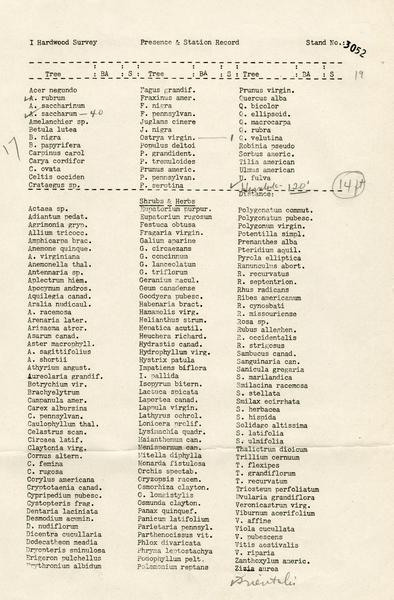 I Hardwood Survey Presence & Station Record Stand No.: 3052
Tree : BA : S : Tree : BA : S : Tree : DA : S 19
Acer negundo Fagus grandif. Prunus virgin.
A. rubrum Fraxinus amer. Quercus alba
A. saccharinum F. nigra Q. bicolor
A. saccharum — 40 F. pennsylvan. Q. ellipsoid.
Amelanchier sp. Juglans cinere Q. macrocarpa
Betula lutea J. nigra Q. rubra
B. nigra Ostrya virgin. 1 Q. velutina
B. papyrifera Populus deltoi Robinia pseudo
Carpinus carol P. grandident. Sorbus americ.
Carya cordifor P. tremuloides Tilia american
C. ovata Prunus americ. Ulmus american
Celtis occiden P. pennsylvan. U. fulva
Crataegus sp. P. serotina 120'
Distance: 14 pt
17
Shrubs & Herbs
Actaea sp. Eupatorium purpur. Polygonatum commut.
Adiantum pedat. Eupatorium rugosum Polygonatum pubesc.
Agrimonia gryp. Festuca obtusa Polygonum virgin.
Allium tricocc. Fragaria virgin. Potentilla simpl.
Amphicarpa brac. Galium aparine Prenanthes alba
Anemone quinque. G. circaezans Pteridium aquil.
A. virginiana G. concinnum Pyrola elliptica
Anemonella thal. G. lanceolatum Ranunculus abort.
Antennaria sp. G. triflorum R. recurvatus
Aplectrum hiem. Geranium macul. R. septentrion.
Apocynum andros. Geum canadense Rhus radicans
Aquilegia canad. Goodyera pubesc. Ribes americanum
Aralia nudicaul. Habenaria bract. R. cynosbati
A. racemosa Hamamelis virg. R. missouriense
Arenaria later. Helianthus strum. Rosa sp.
Arisaema atror. Hepatica acutil. Rubus alleghen.
Asarum canad. Heuchera richard. R. occidentalis
Aster macrophyll. Hydrastis canad. R. strigosus
A. sagittifolius Hydrophyllum virg. Sambucus canad.
A. shortii Hystrix patula Sanguinaria can.
Athyrium angust. Impatiens biflora Sanicula gregaria
Aureolaria grandif. I. pallida S. marilandica
Botrychium vir. Isopyrum bitern. Smilacina racemosa
Brachyelytrum Lactuca spicata S. stellata
Campanula amer. Laportea canad. Smilax ecirrhata
Carex albursina Lappula virgin. S. herbacea
C. pennsylvan. Lathyrus ochrol. S. hispida
Caulophyllum thal. Lonicera prolif. Solidago altissima
Celastrus scan. Lysimachia quadr. S. latifolia
Circaea latif. Maianthemum can. S. ulmifolia
Claytonia virg. Menispermum can. Thalictrum dioicum
Cornus altern. Mitella diphylla Trillium cernuum
C. femina Monarda fistulosa T. flexipes
C. rugosa Orchis spectab. T. grandiflorum
Corylus americana Oryzopsis racem. T. recurvatum
Cryptotaenia canad. Osmorhiza clayton. Triosteum perfoliatum
Cypripedium pubesc. O. longistylis Uvularia grandiflora
Cystopteris frag. Osmunda clayton. Veronicastrum virg.
Dentaria laciniata Panax quinquef. Viburnum acerifolium
Desmodium acumin. Panicum latifolium V. affine
D. nudiflorum Parietaria pennsyl. Viola cucullata
Dicentra cucullaria Parthenocissus vit. V. pubescens
Dodecatheon meadia Phlox divaricata Vitis aestivalis
Dryopteris spinulosa Phryma leptostachya V. riparia
Erigeron pulchellus Podophyllum pelt. Zanthoxylum americ.
Erythronium albidum Polemonium reptans Zizia aurea
orientalis